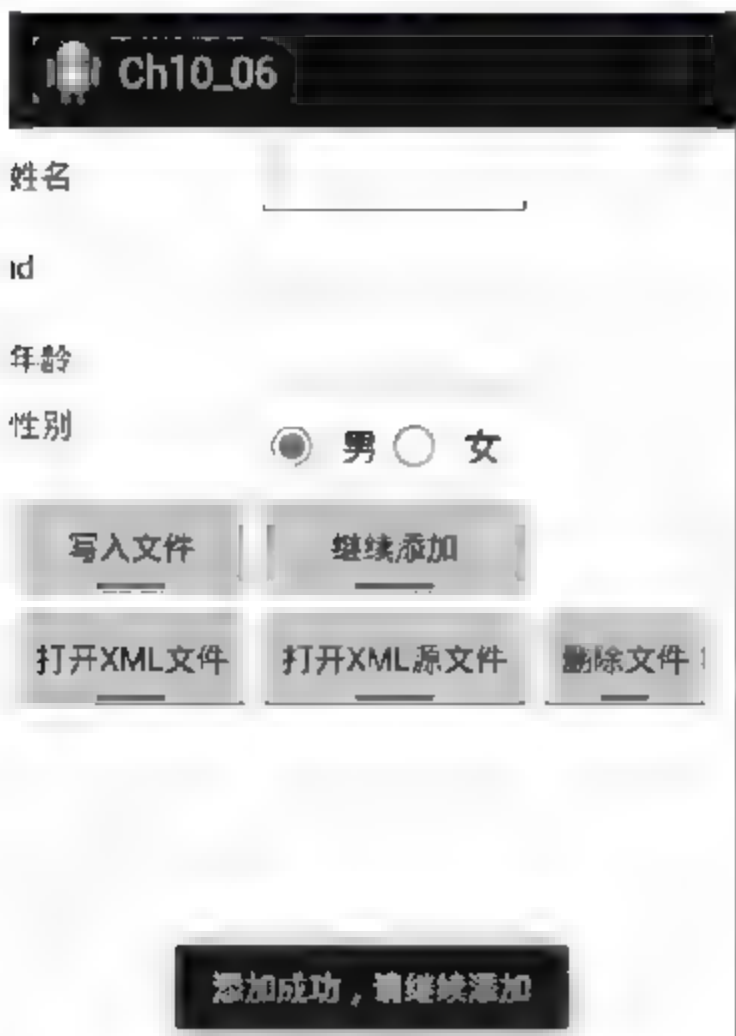 Ch10_06
姓名
id
年龄
性别
男 女
写入文件 继续添加
打开XML文件 打开XML源文件 删除文件
添加成功，请继续添加